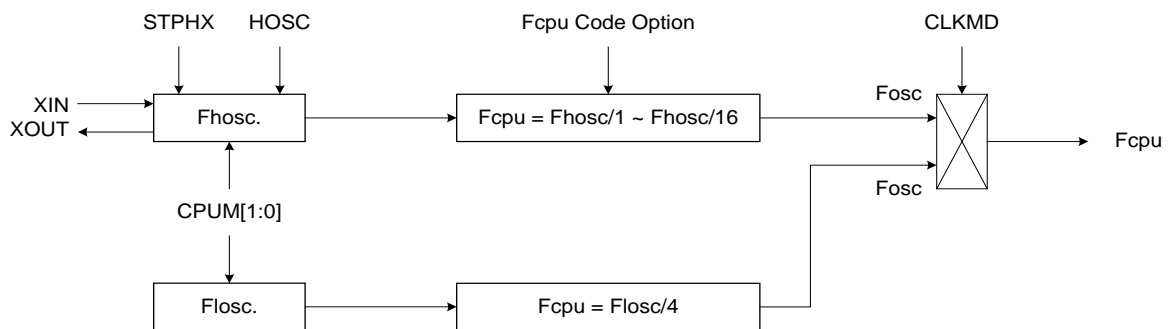 STPHX HOSC Fcpu Code Option CLKMD
XIN
XOUT
Fhosc.
Fcpu = Fhosc/1 ~ Fhosc/16
Fosc
Fcpu
Fosc
CPUM[1:0]
Flosc.
Fcpu = Flosc/4